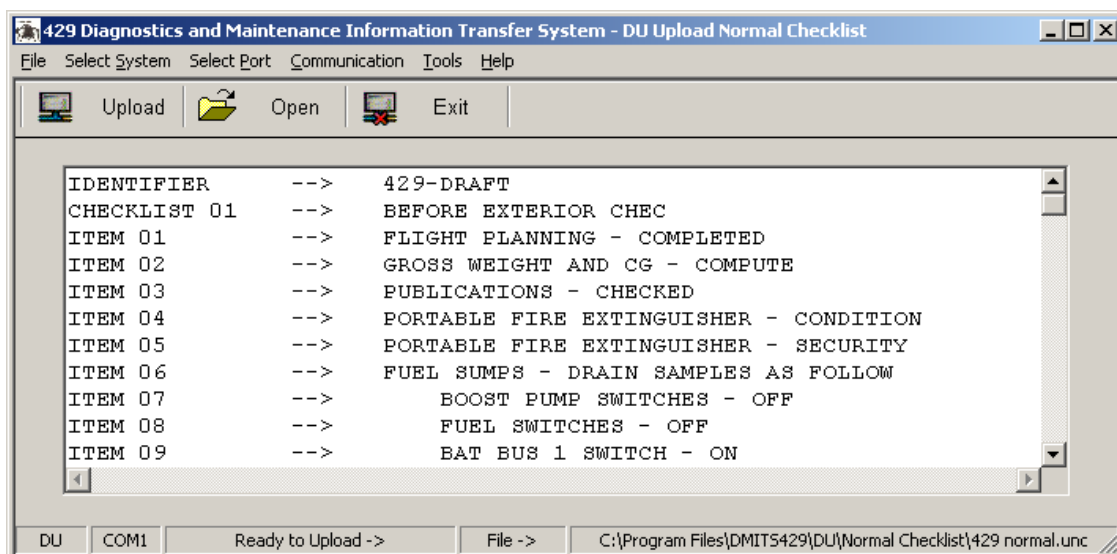 429 Diagnostics and Maintenance Information Transfer System - DU Upload Normal Checklist
File Select System Select Port Communication Tools Help
Upload Open Exit
IDENTIFIER --> 429-DRAFT
CHECKLIST 01 --> BEFORE EXTERIOR CHEC
ITEM 01 --> FLIGHT PLANNING - COMPLETED
ITEM 02 --> GROSS WEIGHT AND CG - COMPUTE
ITEM 03 --> PUBLICATIONS - CHECKED
ITEM 04 --> PORTABLE FIRE EXTINGUISHER - CONDITION
ITEM 05 --> PORTABLE FIRE EXTINGUISHER - SECURITY
ITEM 06 --> FUEL SUMPS - DRAIN SAMPLES AS FOLLOW
ITEM 07 --> BOOST PUMP SWITCHES - OFF
ITEM 08 --> FUEL SWITCHES - OFF
ITEM 09 --> BAT BUS 1 SWITCH - ON
DU COM1 Ready to Upload -> File -> C:\Program Files\DMITS429\DU\Normal Checklist\429 normal.unc